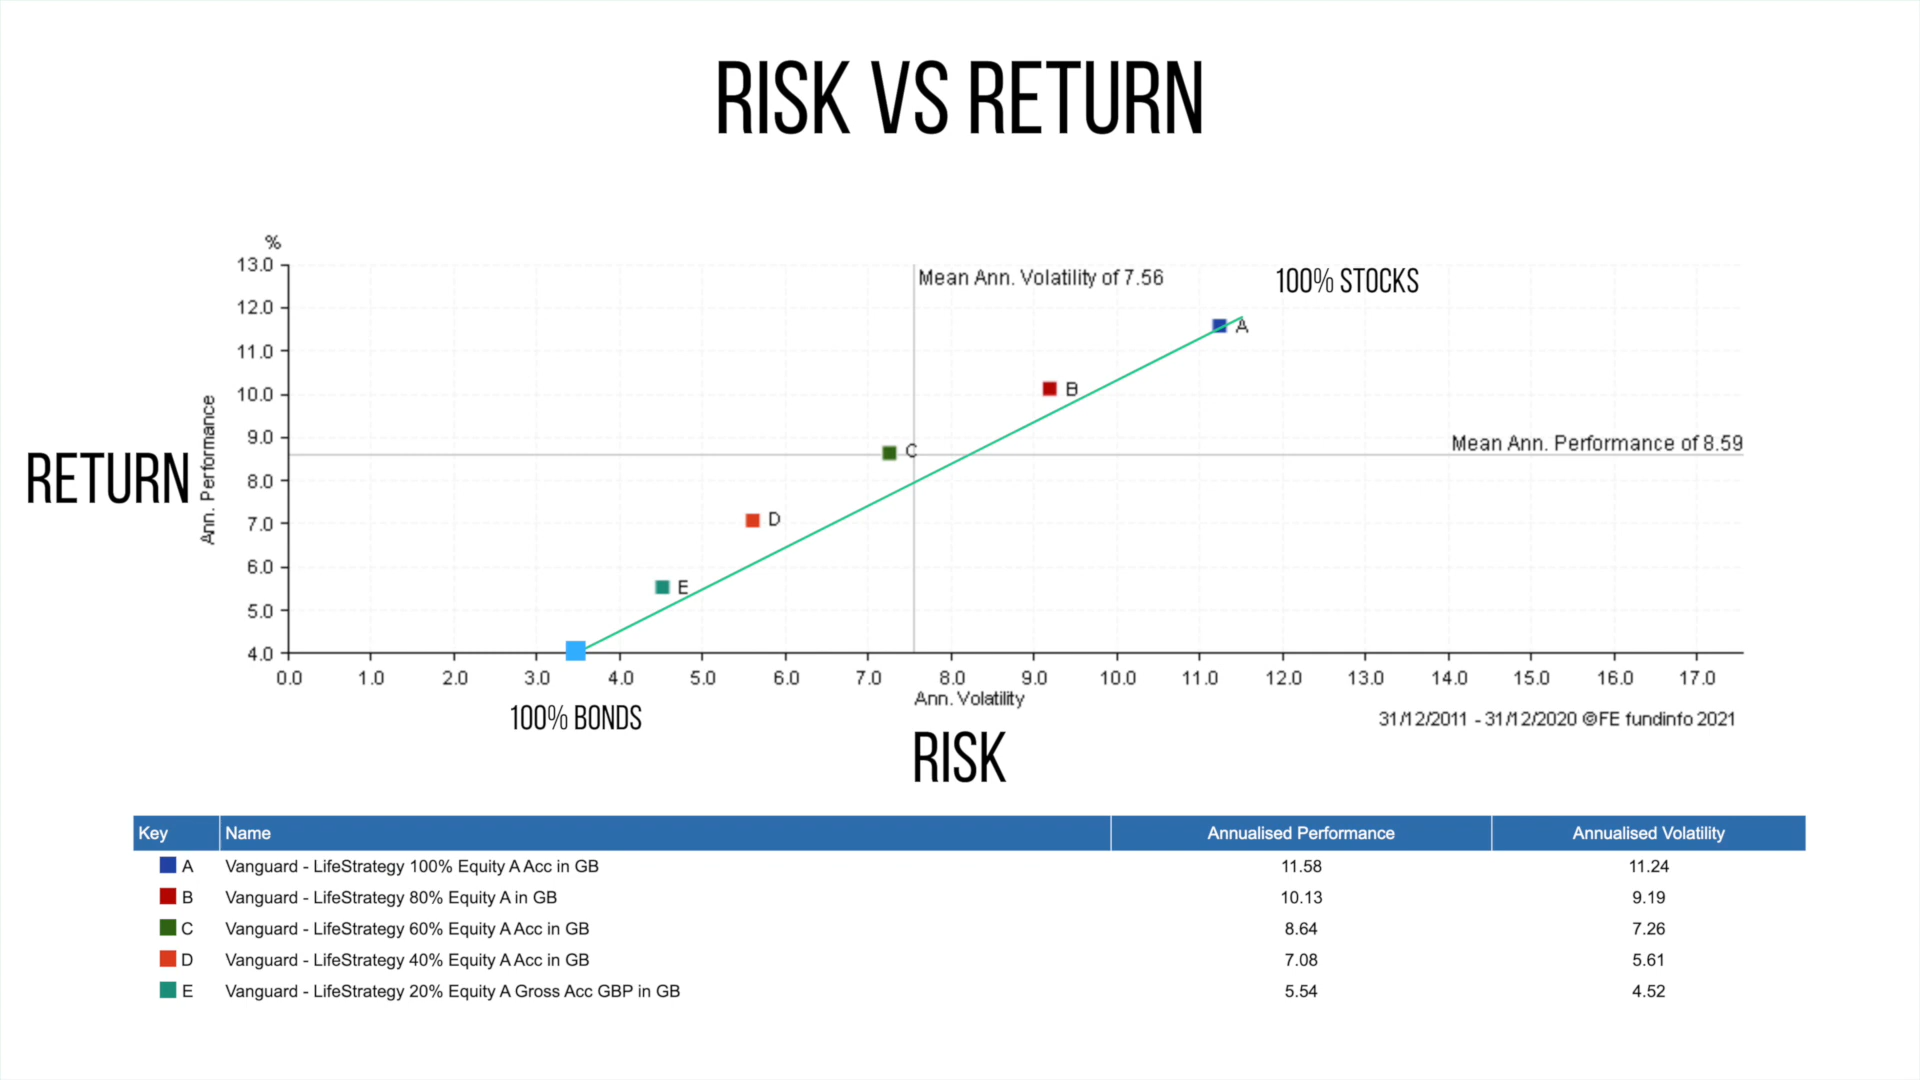 RISK VS RETURN
%
13.0
Mean Ann. Volatility of 7.56
100% STOCKS
12.0
A
11.0
B
10.0
9.0
Mean Ann. Performance of 8.59
C
RETURN
Ann. Performance
8.0
7.0
D
6.0
E
5.0
4.0
0.0 1.0 2.0 3.0 4.0 5.0 6.0 7.0 8.0 9.0 10.0 11.0 12.0 13.0 14.0 15.0 16.0 17.0
Ann. Volatility
100% BONDS
31/12/2011 - 31/12/2020 ©FE fundinfo 2021
RISK
Key Name Annualised Performance Annualised Volatility
A Vanguard - LifeStrategy 100% Equity A Acc in GB 11.58 11.24
B Vanguard - LifeStrategy 80% Equity A in GB 10.13 9.19
C Vanguard - LifeStrategy 60% Equity A Acc in GB 8.64 7.26
D Vanguard - LifeStrategy 40% Equity A Acc in GB 7.08 5.61
E Vanguard - LifeStrategy 20% Equity A Gross Acc GBP in GB 5.54 4.52